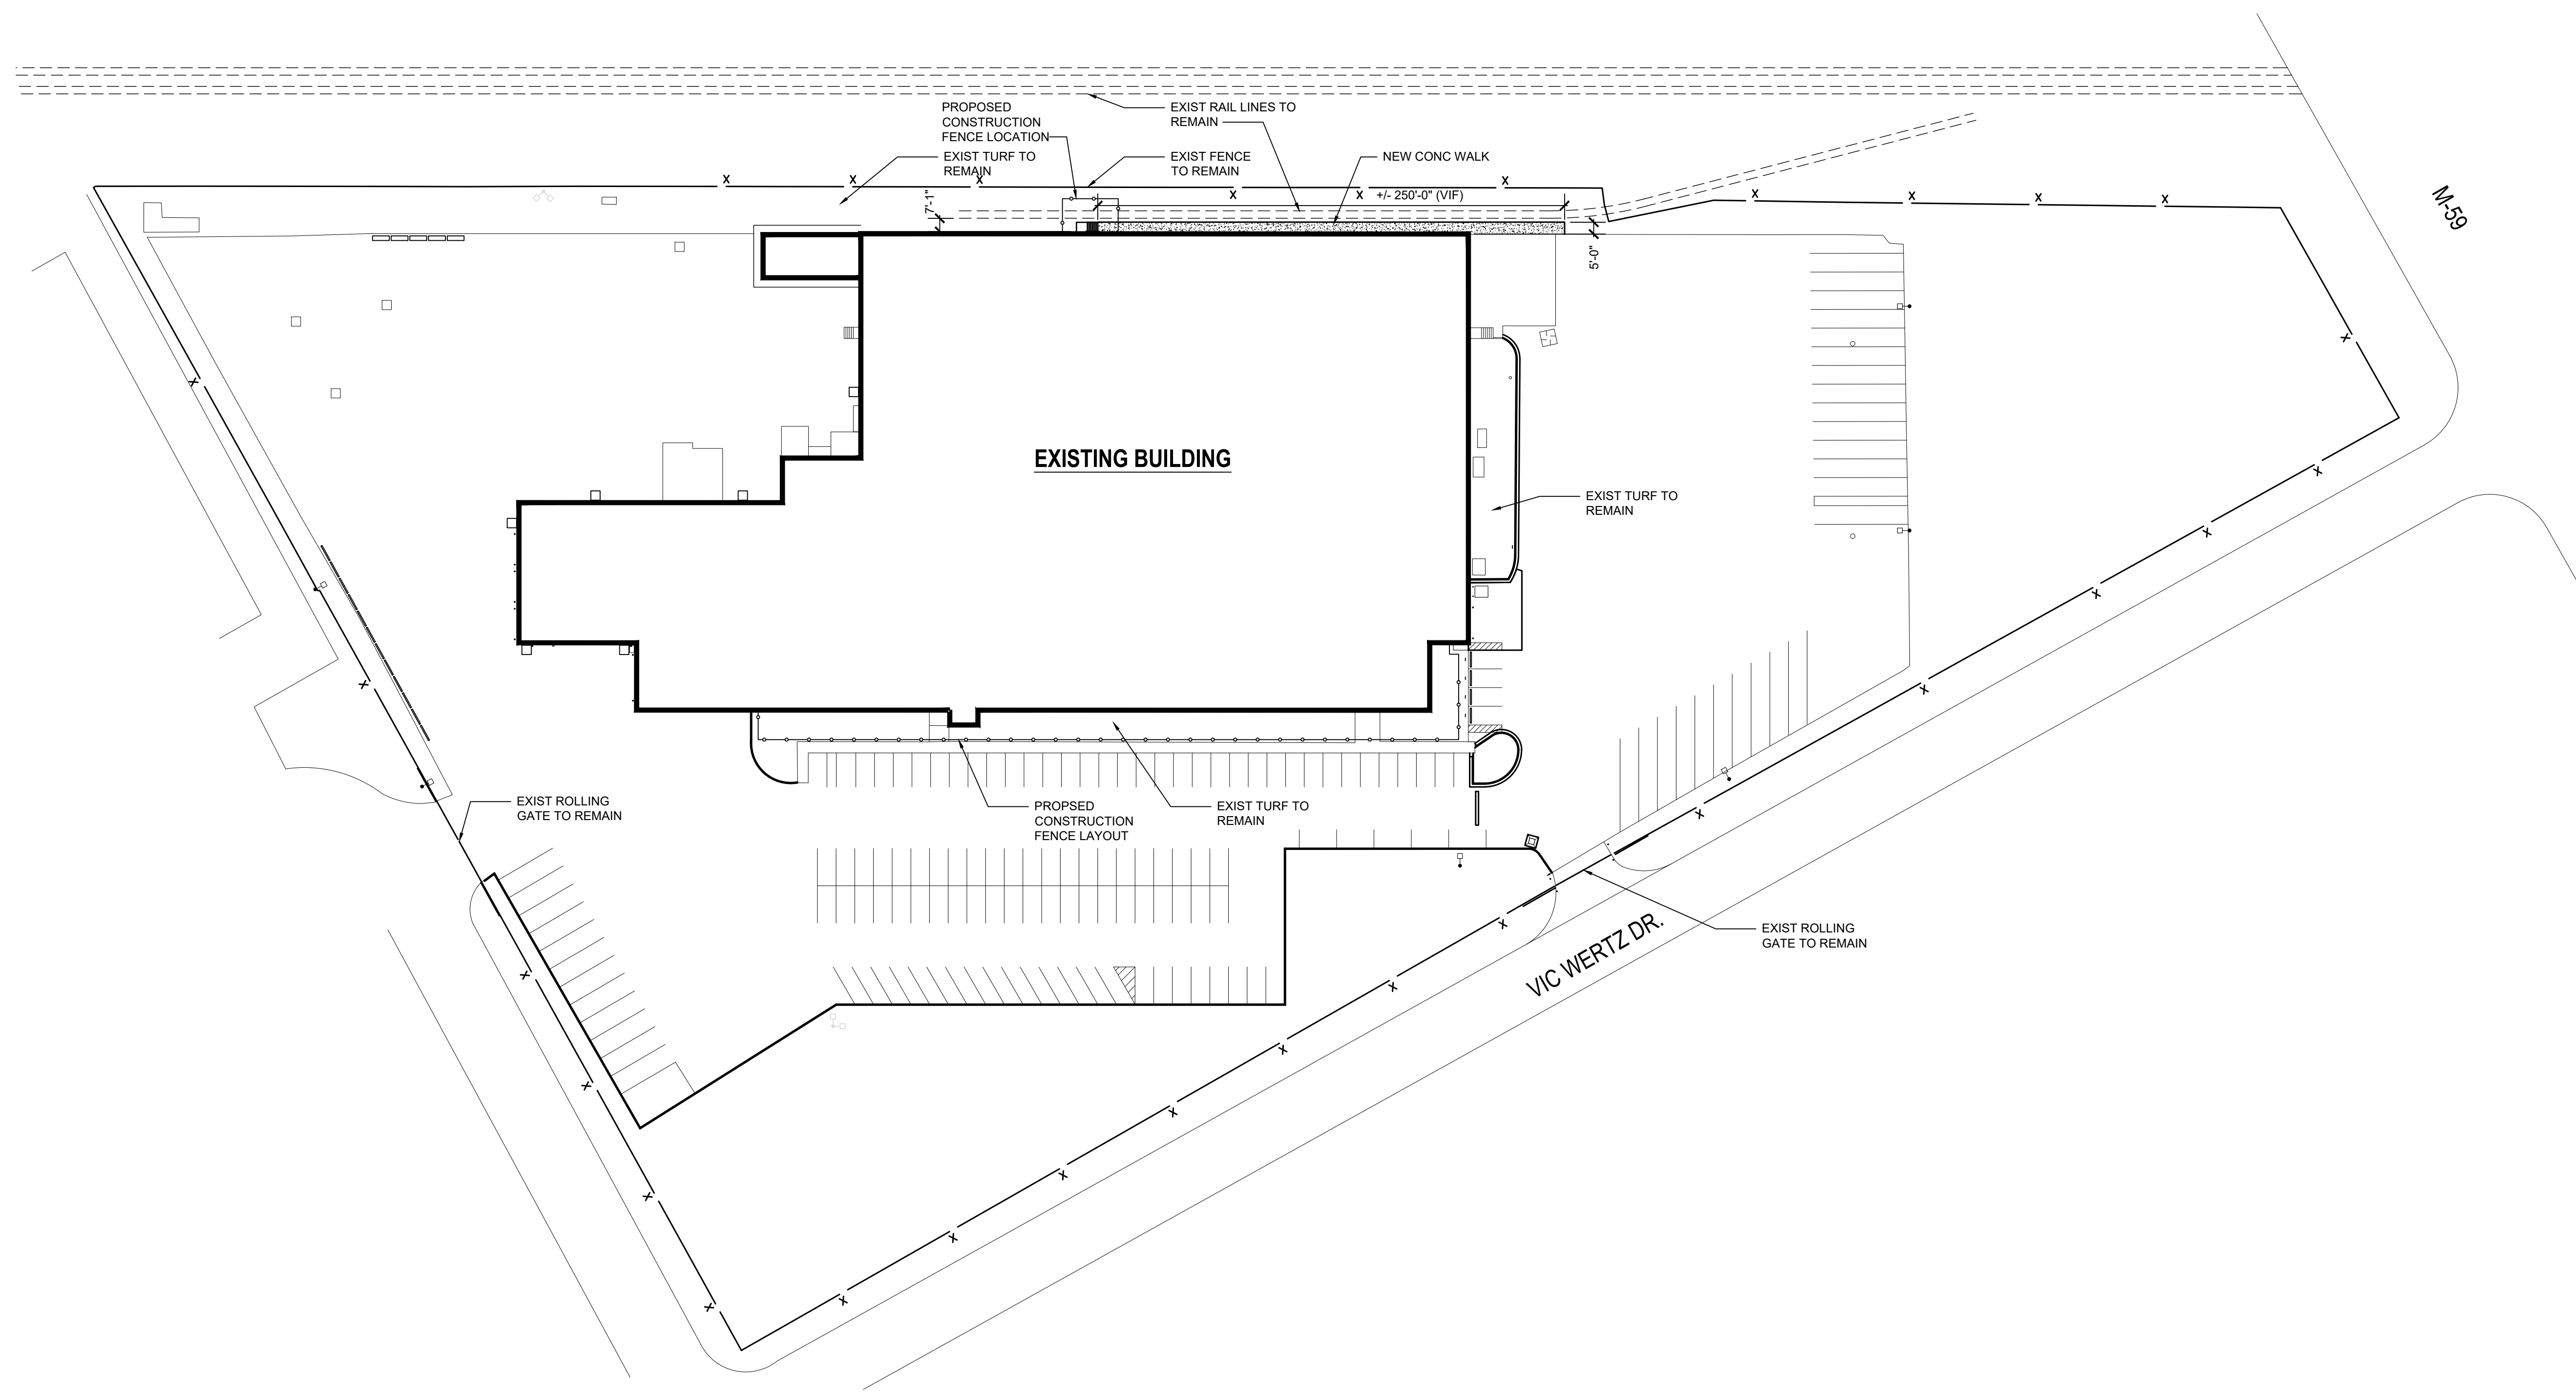 PROPOSED
CONSTRUCTION
FENCE LOCATION
EXIST RAIL LINES TO
REMAIN
EXIST TURF TO
REMAIN
EXIST FENCE
TO REMAIN
NEW CONC WALK
M-59
7'-1"
X
X
X
X
X
X
X
+/- 250'-0" (VIF)
X
X
X
X
5'-0"
X
X
EXISTING BUILDING
X
EXIST TURF TO
REMAIN
X
X
X
X
EXIST ROLLING
GATE TO REMAIN
PROPSED
CONSTRUCTION
FENCE LAYOUT
EXIST TURF TO
REMAIN
X
X
EXIST ROLLING
GATE TO REMAIN
VIC WERTZ DR.
X
X
X
X
X
X
X
X
X
X